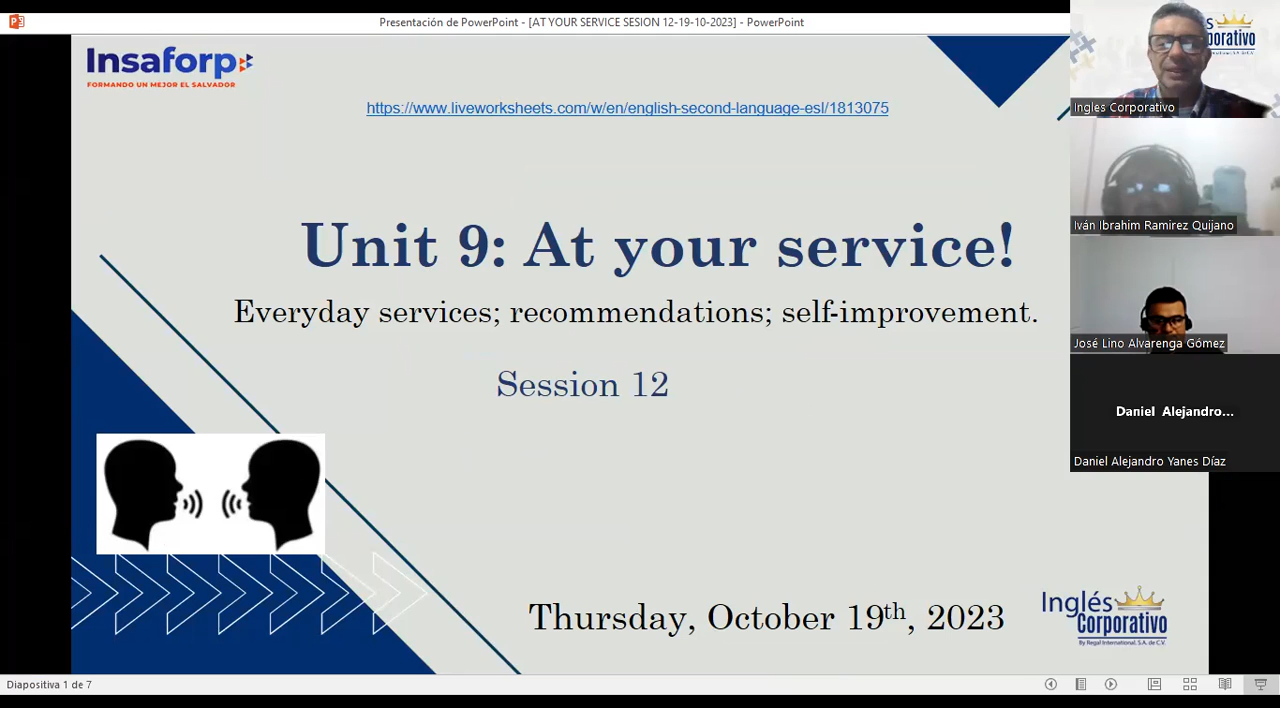 Presentación de PowerPoint - [AT YOUR SERVICE SESION 12-19-10-2023] - PowerPoint
Insaforp
FORMANDO UN MEJOR EL SALVADOR
https://www.liveworksheets.com/w/en/english-second-language-esl/1813075
Unit 9: At your service!
Everyday services; recommendations; self-improvement.
Session 12
Thursday, October 19th, 2023
Inglés
Corporativo
By Regal International, S.A. de C.V.
Diapositiva 1 de 7
Ingles Corporativo
Iván Ibrahim Ramirez Quijano
José Lino Alvarenga Gómez
Daniel Alejandro...
Daniel Alejandro Yanes Díaz